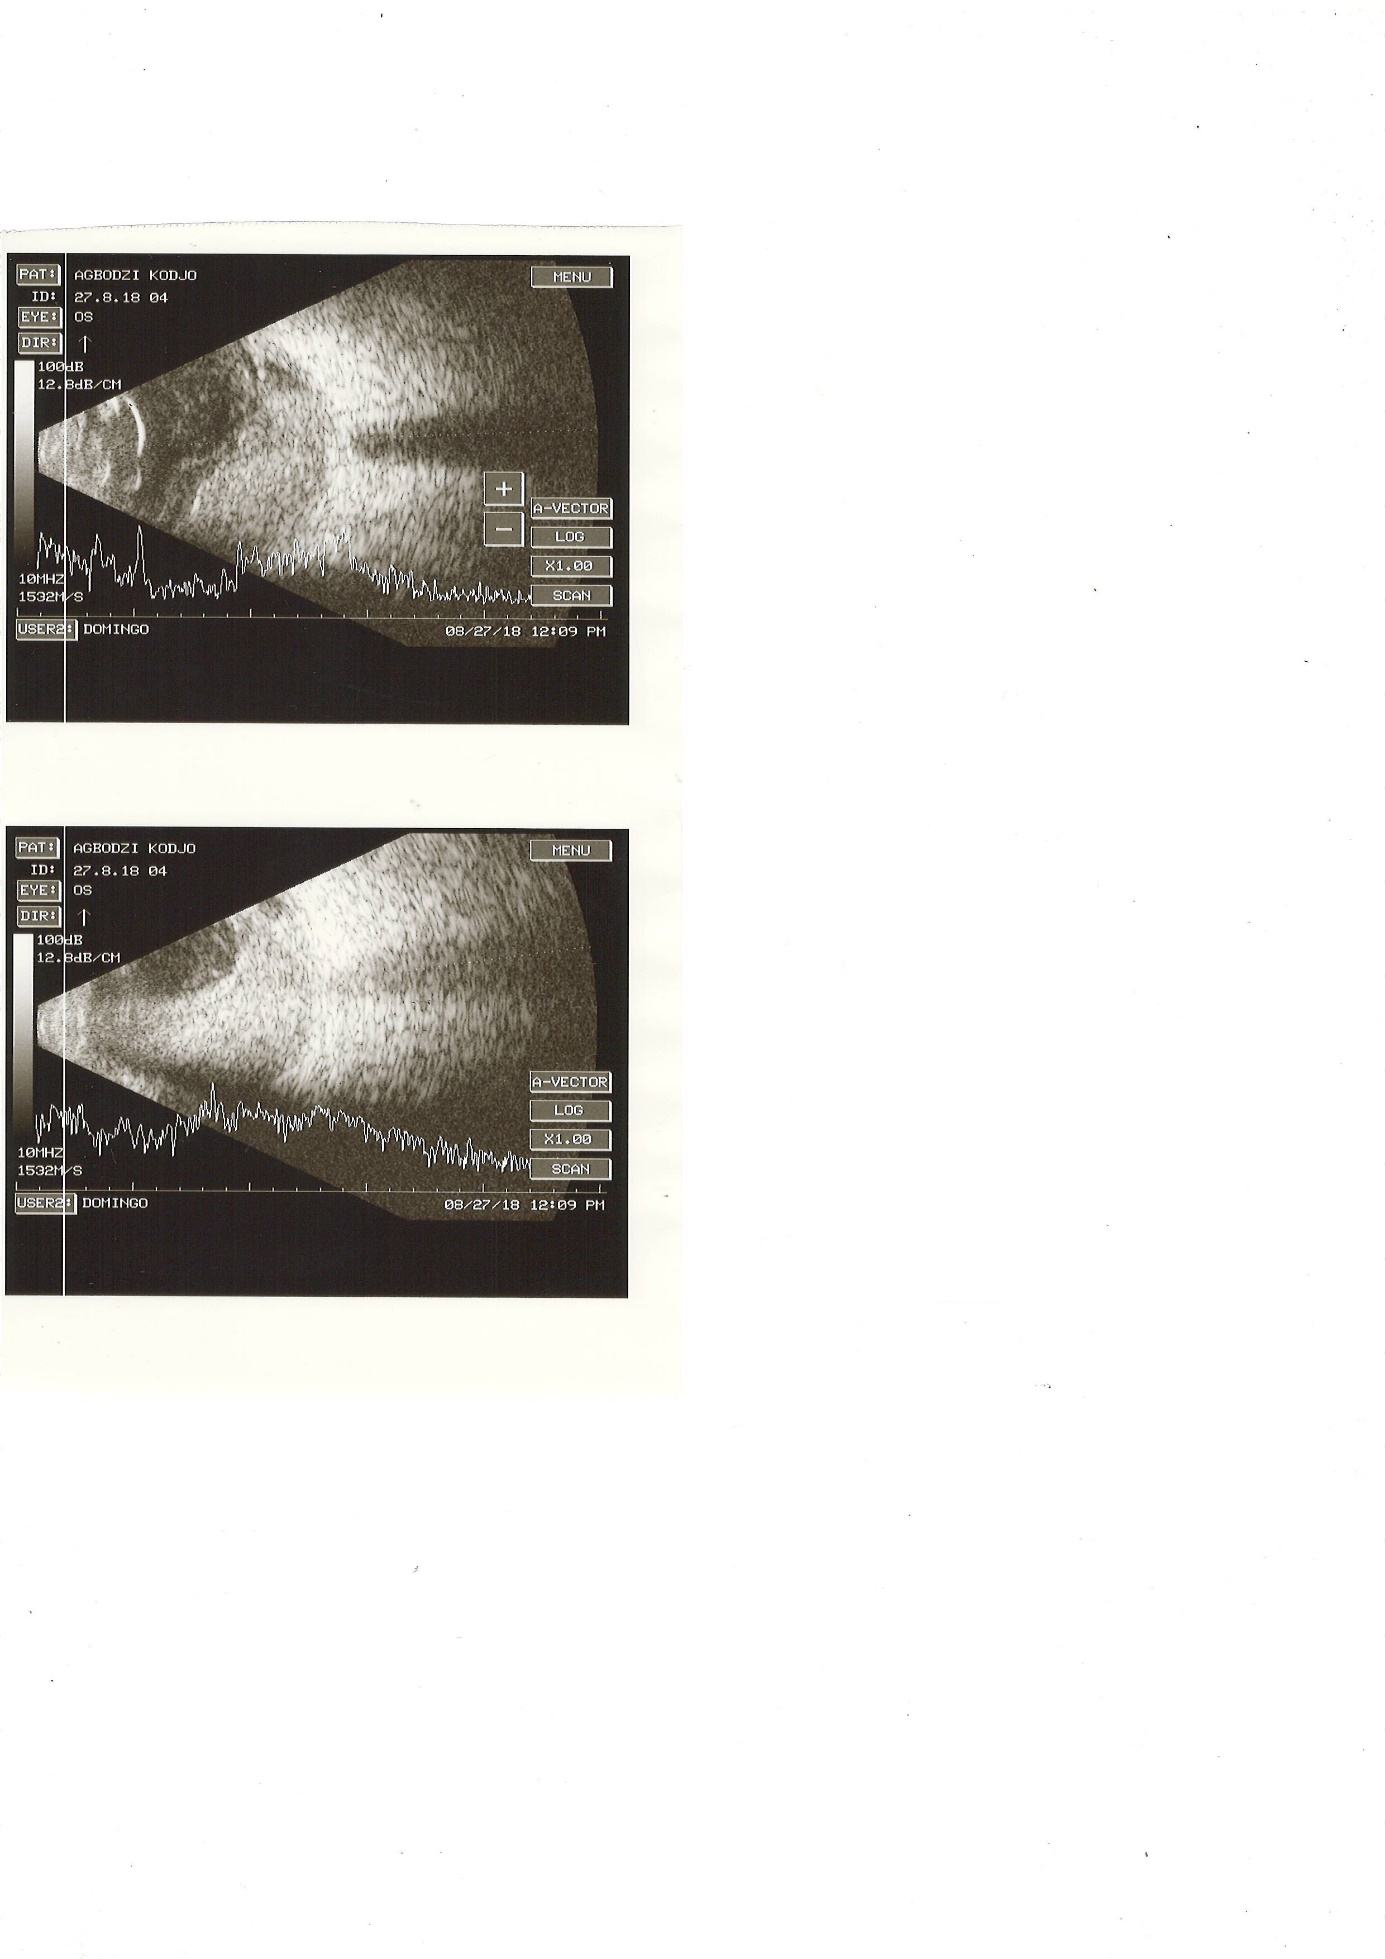 PAT: AGBODZI KODJO MENU
ID: 27.8.18 04
EYE: OS
DIR: ↑
100dB
12.8dB/CM
+
A-VECTOR
−
LOG
10MHZ X1.00
1532M/S SCAN
USER2: DOMINGO 08/27/18 12:09 PM
PAT: AGBODZI KODJO MENU
ID: 27.8.18 04
EYE: OS
DIR: ↑
100dB
12.8dB/CM
A-VECTOR
LOG
10MHZ X1.00
1532M/S SCAN
USER2: DOMINGO 08/27/18 12:09 PM